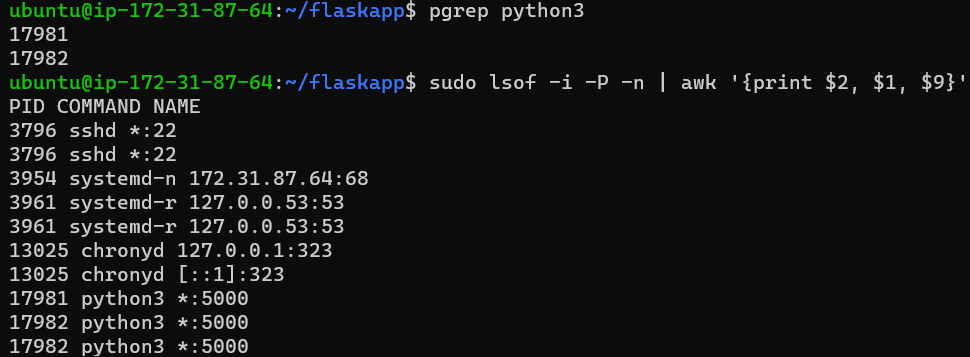 ubuntu@ip-172-31-87-64:~/flaskapp$ pgrep python3
17981
17982
ubuntu@ip-172-31-87-64:~/flaskapp$ sudo lsof -i -P -n | awk '{print $2, $1, $9}'
PID COMMAND NAME
3796 sshd *:22
3796 sshd *:22
3954 systemd-n 172.31.87.64:68
3961 systemd-r 127.0.0.53:53
3961 systemd-r 127.0.0.53:53
13025 chronyd 127.0.0.1:323
13025 chronyd [::1]:323
17981 python3 *:5000
17982 python3 *:5000
17982 python3 *:5000